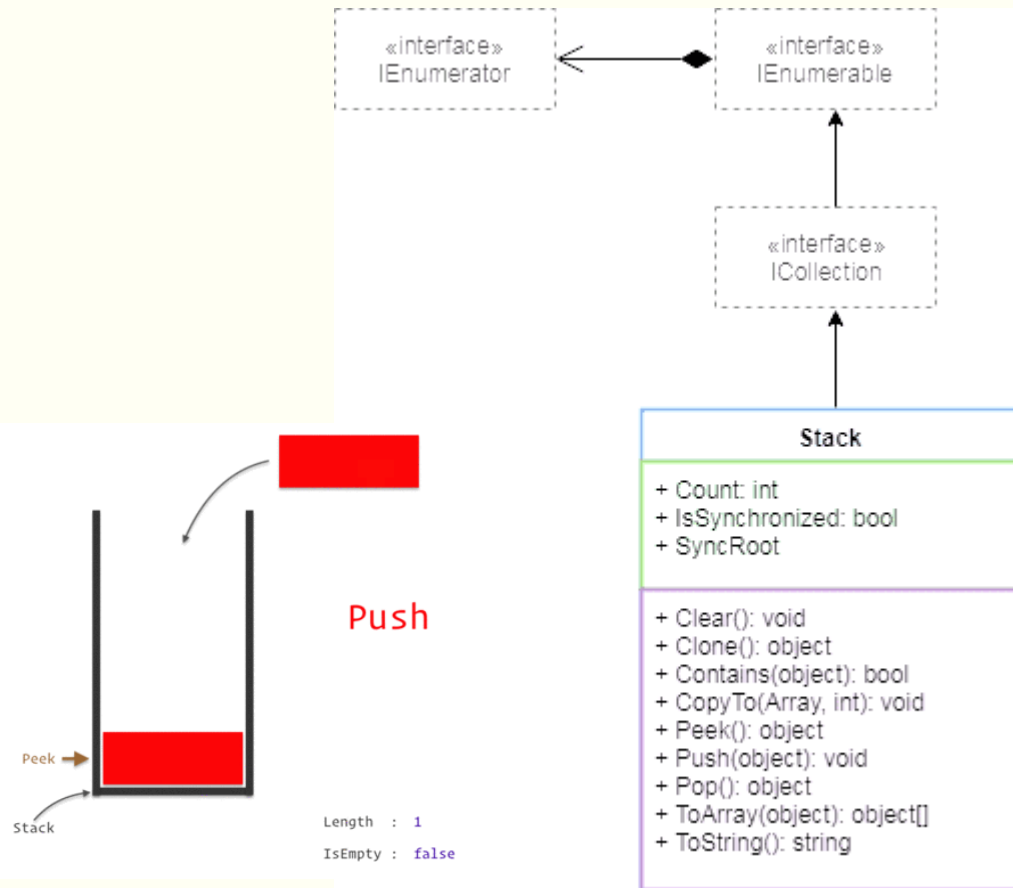 «interface»
IEnumerator
«interface»
IEnumerable
«interface»
ICollection
Stack
+ Count: int
+ IsSynchronized: bool
+ SyncRoot
+ Clear(): void
+ Clone(): object
+ Contains(object): bool
+ CopyTo(Array, int): void
+ Peek(): object
+ Push(object): void
+ Pop(): object
+ ToArray(object): object[]
+ ToString(): string
Push
Peek
Stack
Length : 1
IsEmpty : false